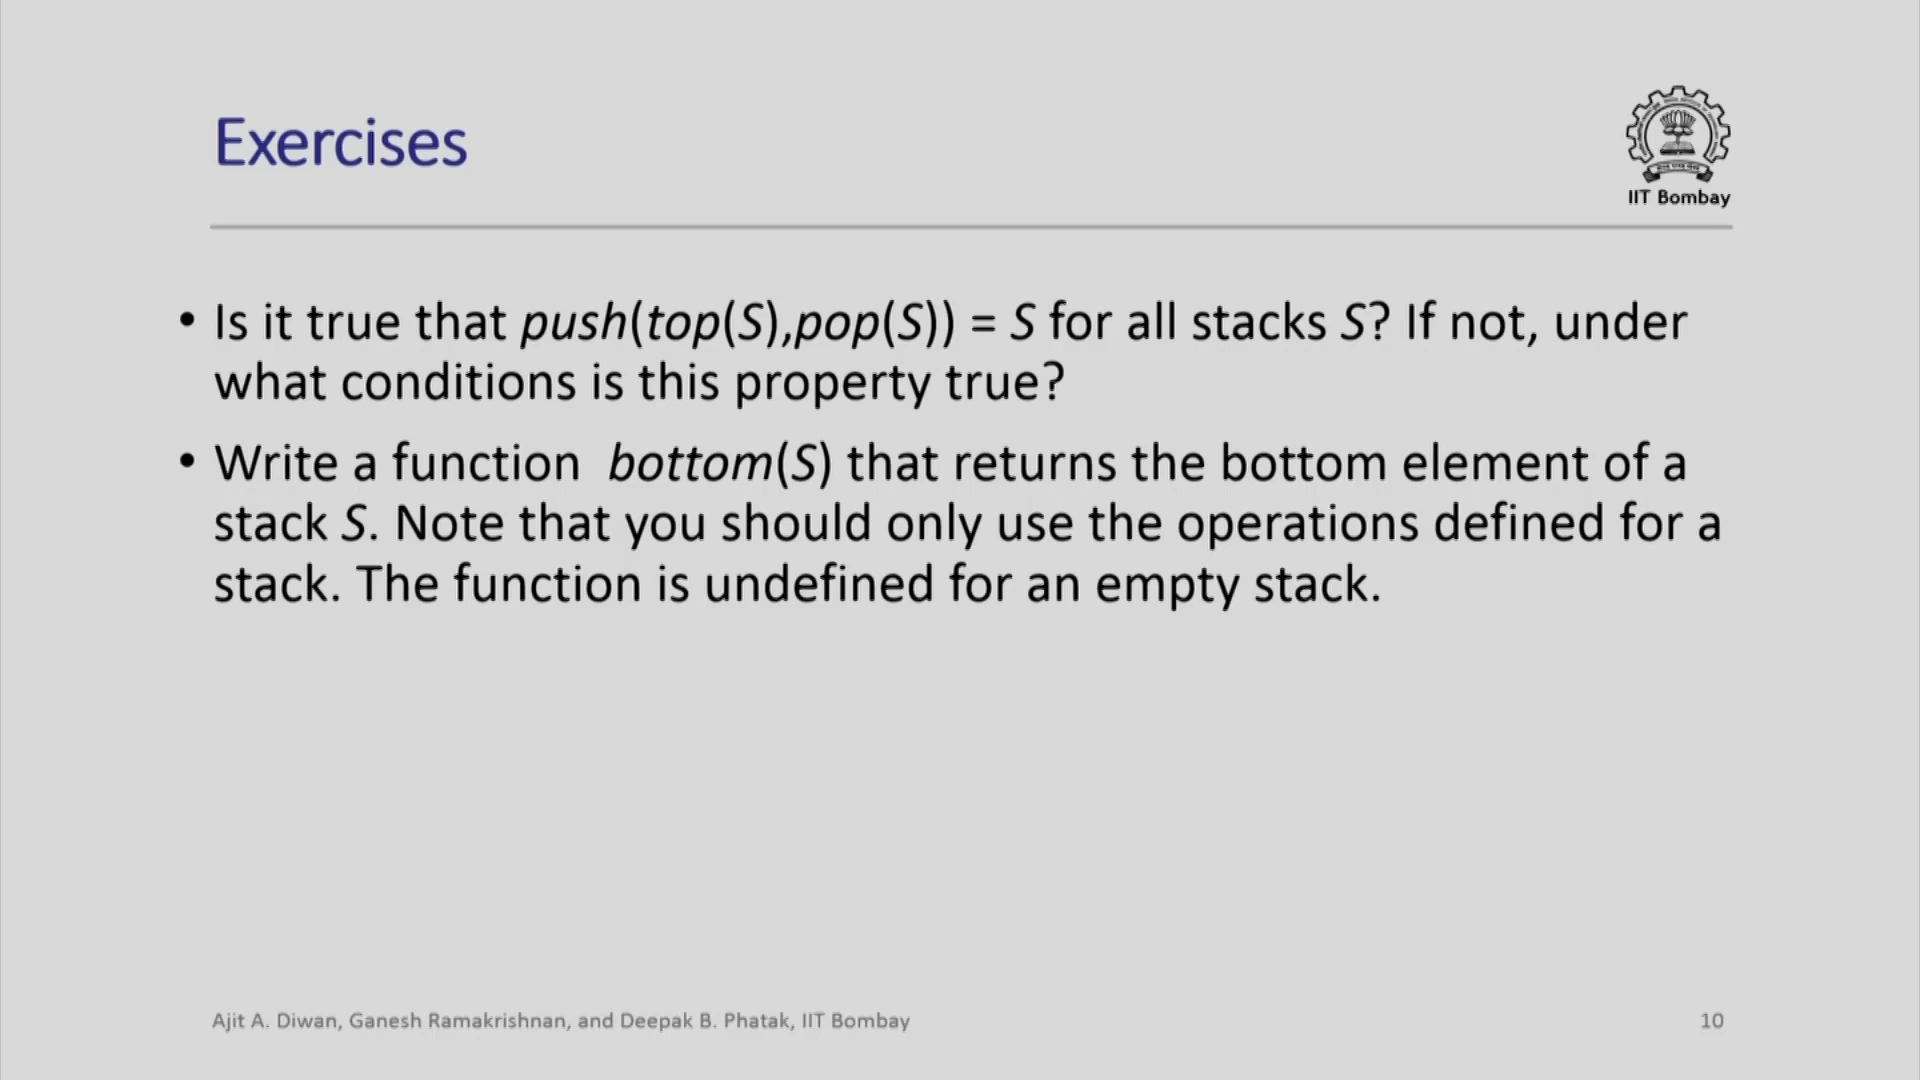 Exercises
IIT Bombay
• Is it true that push(top(S),pop(S)) = S for all stacks S? If not, under
what conditions is this property true?
• Write a function bottom(S) that returns the bottom element of a
stack S. Note that you should only use the operations defined for a
stack. The function is undefined for an empty stack.
Ajit A. Diwan, Ganesh Ramakrishnan, and Deepak B. Phatak, IIT Bombay
10